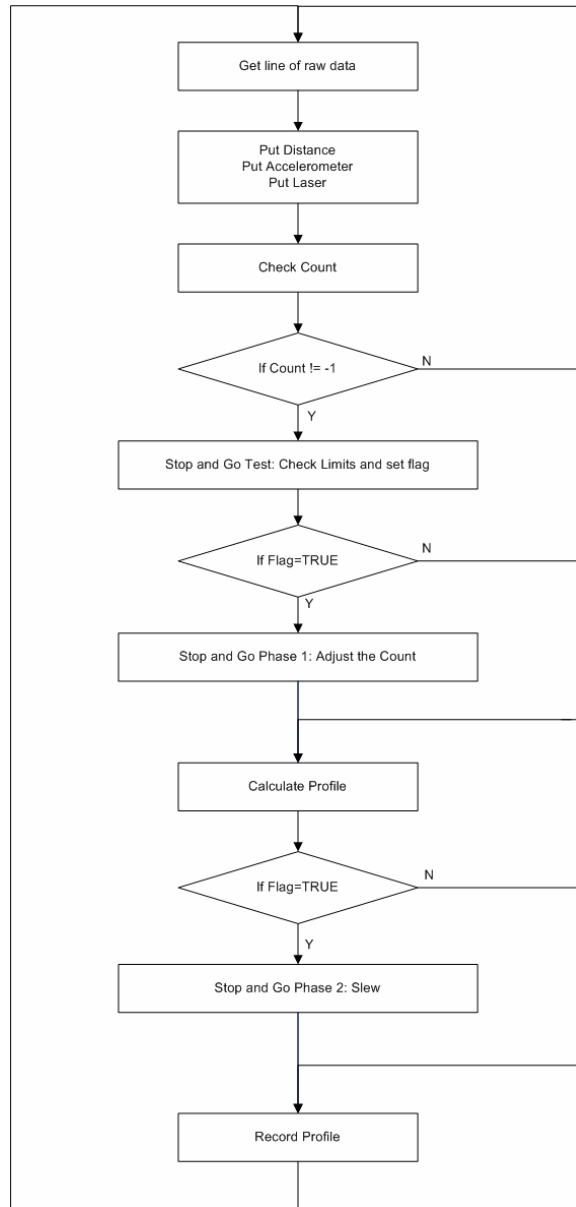 Get line of raw data
Put Distance
Put Accelerometer
Put Laser
Check Count
If Count != -1
N
Y
Stop and Go Test: Check Limits and set flag
If Flag=TRUE
N
Y
Stop and Go Phase 1: Adjust the Count
Calculate Profile
If Flag=TRUE
N
Y
Stop and Go Phase 2: Slew
Record Profile